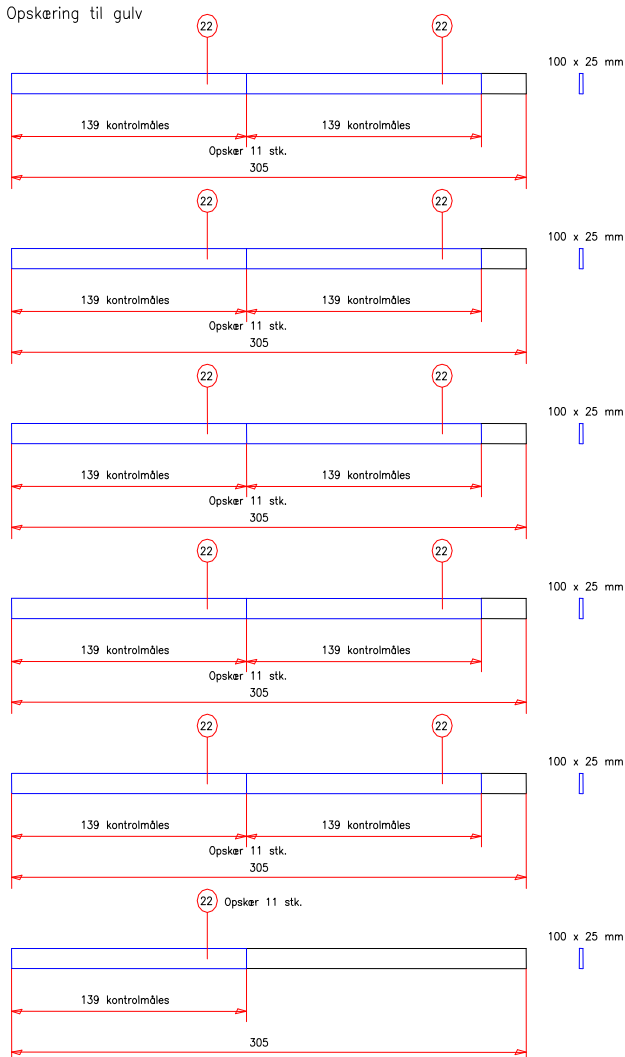 Opskæring til gulv
22 22
100 x 25 mm
139 kontrolmåles 139 kontrolmåles
Opskær 11 stk.
305
22 22
100 x 25 mm
139 kontrolmåles 139 kontrolmåles
Opskær 11 stk.
305
22 22
100 x 25 mm
139 kontrolmåles 139 kontrolmåles
Opskær 11 stk.
305
22 22
100 x 25 mm
139 kontrolmåles 139 kontrolmåles
Opskær 11 stk.
305
22 22
100 x 25 mm
139 kontrolmåles 139 kontrolmåles
Opskær 11 stk.
305
22 Opskær 11 stk.
100 x 25 mm
139 kontrolmåles
305